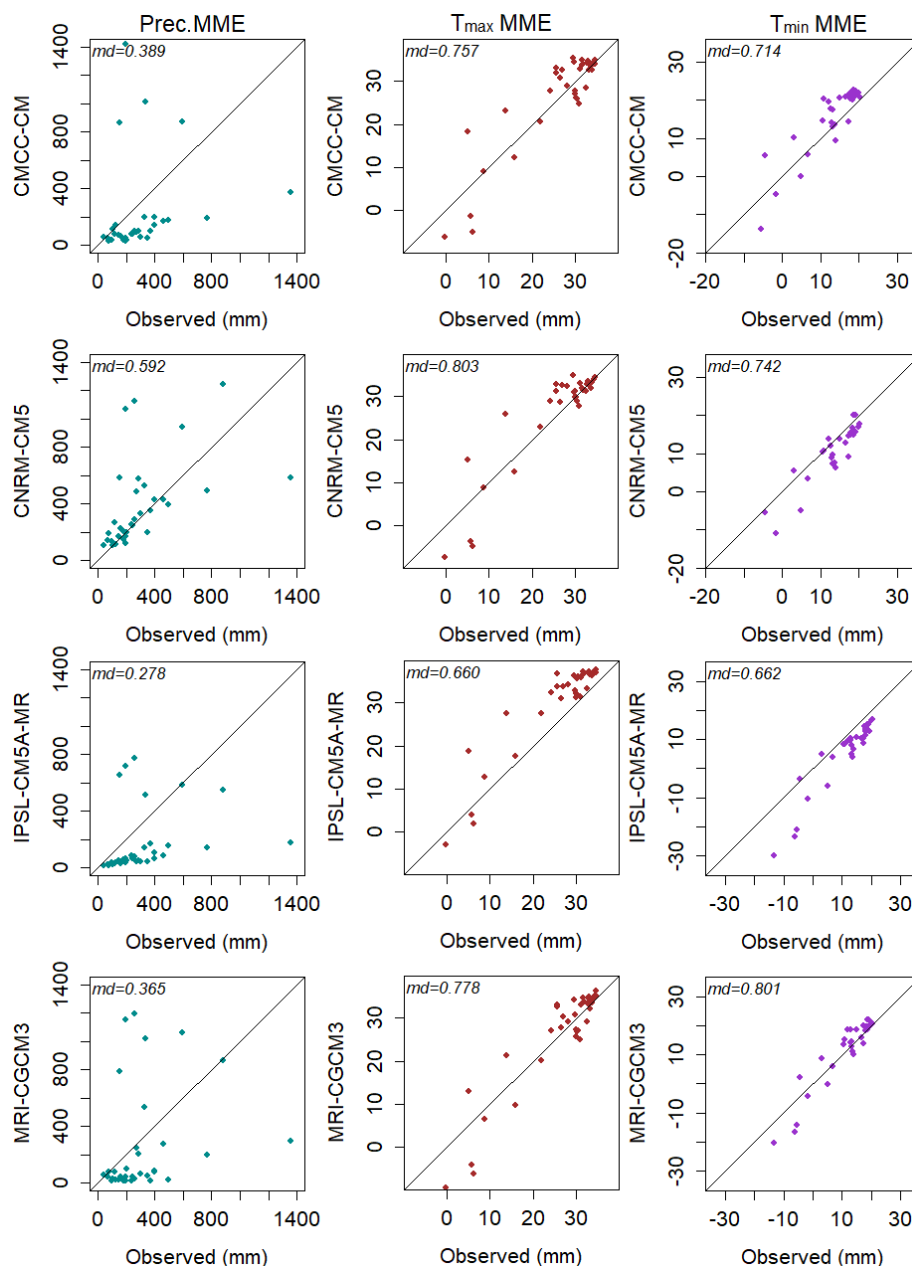 Prec.MME
Tmax MME
Tmin MME
md=0.389
md=0.757
md=0.714
CMCC-CM
0 400 800 1400
CMCC-CM
0 10 20 30
CMCC-CM
-20 0 10 20 30
0 400 800 1400
0 10 20 30
-20 0 10 20 30
Observed (mm)
Observed (mm)
Observed (mm)
md=0.592
md=0.803
md=0.742
CNRM-CM5
0 400 800 1400
CNRM-CM5
0 10 20 30
CNRM-CM5
-20 0 10 20 30
0 400 800 1400
0 10 20 30
-20 0 10 20 30
Observed (mm)
Observed (mm)
Observed (mm)
md=0.278
md=0.660
md=0.662
IPSL-CM5A-MR
0 400 800 1400
IPSL-CM5A-MR
0 10 20 30
IPSL-CM5A-MR
-30 -10 10 30
0 400 800 1400
0 10 20 30
-30 -10 10 30
Observed (mm)
Observed (mm)
Observed (mm)
md=0.365
md=0.778
md=0.801
MRI-CGCM3
0 400 800 1400
MRI-CGCM3
0 10 20 30
MRI-CGCM3
-30 -10 10 30
0 400 800 1400
0 10 20 30
-30 -10 10 30
Observed (mm)
Observed (mm)
Observed (mm)